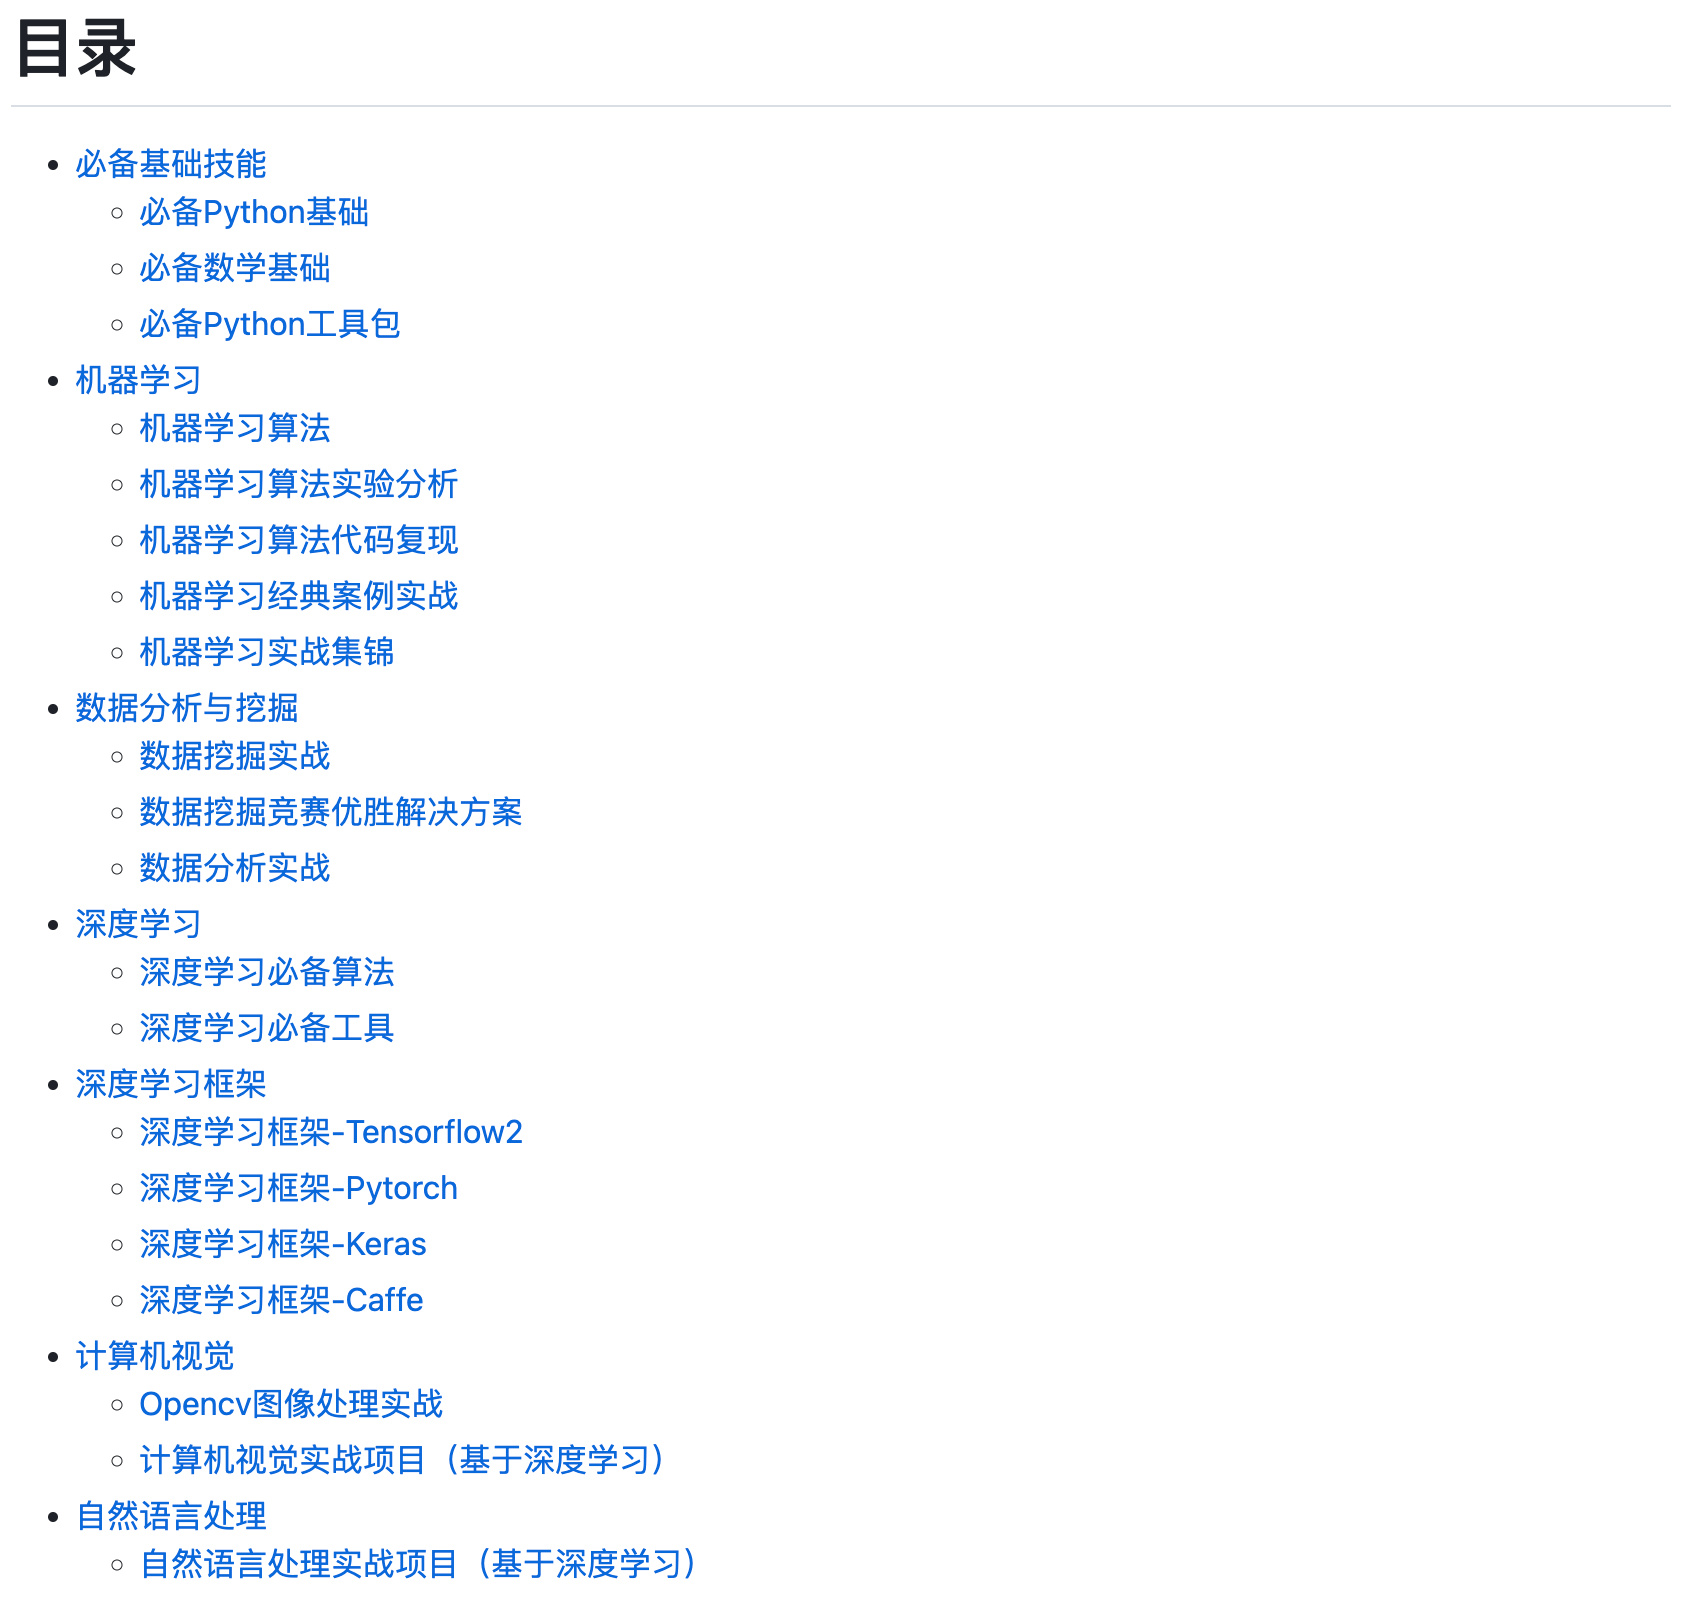 目录
必备基础技能
必备Python基础
必备数学基础
必备Python工具包
机器学习
机器学习算法
机器学习算法实验分析
机器学习算法代码复现
机器学习经典案例实战
机器学习实战集锦
数据分析与挖掘
数据挖掘实战
数据挖掘竞赛优胜解决方案
数据分析实战
深度学习
深度学习必备算法
深度学习必备工具
深度学习框架
深度学习框架-Tensorflow2
深度学习框架-Pytorch
深度学习框架-Keras
深度学习框架-Caffe
计算机视觉
Opencv图像处理实战
计算机视觉实战项目（基于深度学习）
自然语言处理
自然语言处理实战项目（基于深度学习）